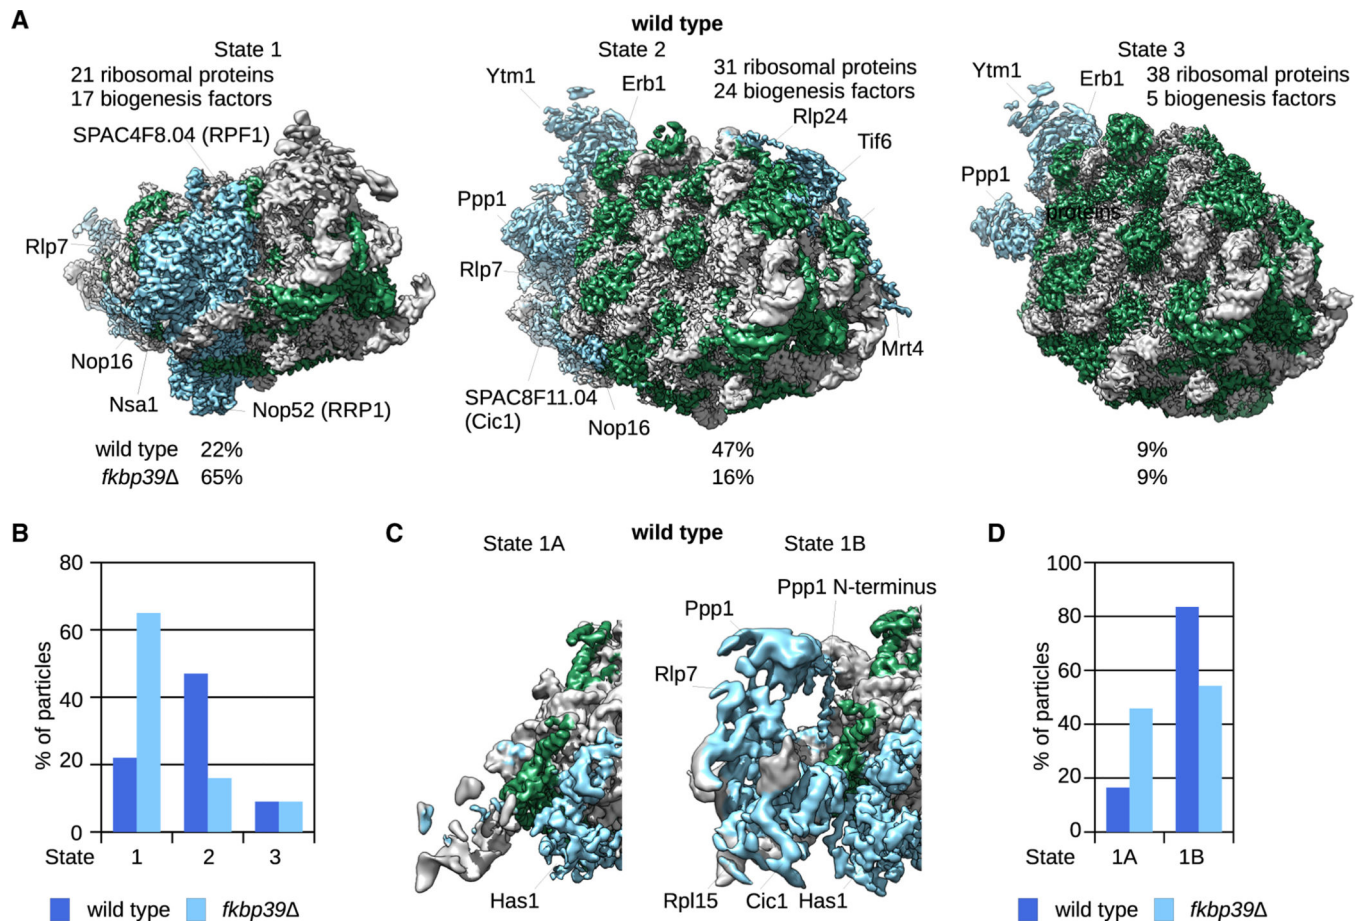 A
wild type
State 1
21 ribosomal proteins
17 biogenesis factors
SPAC4F8.04 (RPF1)
Rlp7
Nop16
Nsa1
Nop52 (RRP1)
State 2
Ytm1
Erb1
31 ribosomal proteins
24 biogenesis factors
Rlp24
Tif6
Ppp1
Rlp7
Mrt4
SPAC8F11.04
(Cic1)
Nop16
State 3
Ytm1
Erb1
38 ribosomal proteins
5 biogenesis factors
Ppp1
proteins
wild type 22% 47% 9%
fkbp39Δ 65% 16% 9%
B
% of particles
80
60
40
20
0
State 1 2 3
wild type fkbp39Δ
C
wild type
State 1A
Has1
State 1B
Ppp1 N-terminus
Ppp1
Rlp7
Rpl15 Cic1 Has1
D
% of particles
100
80
60
40
20
0
State 1A 1B
wild type fkbp39Δ